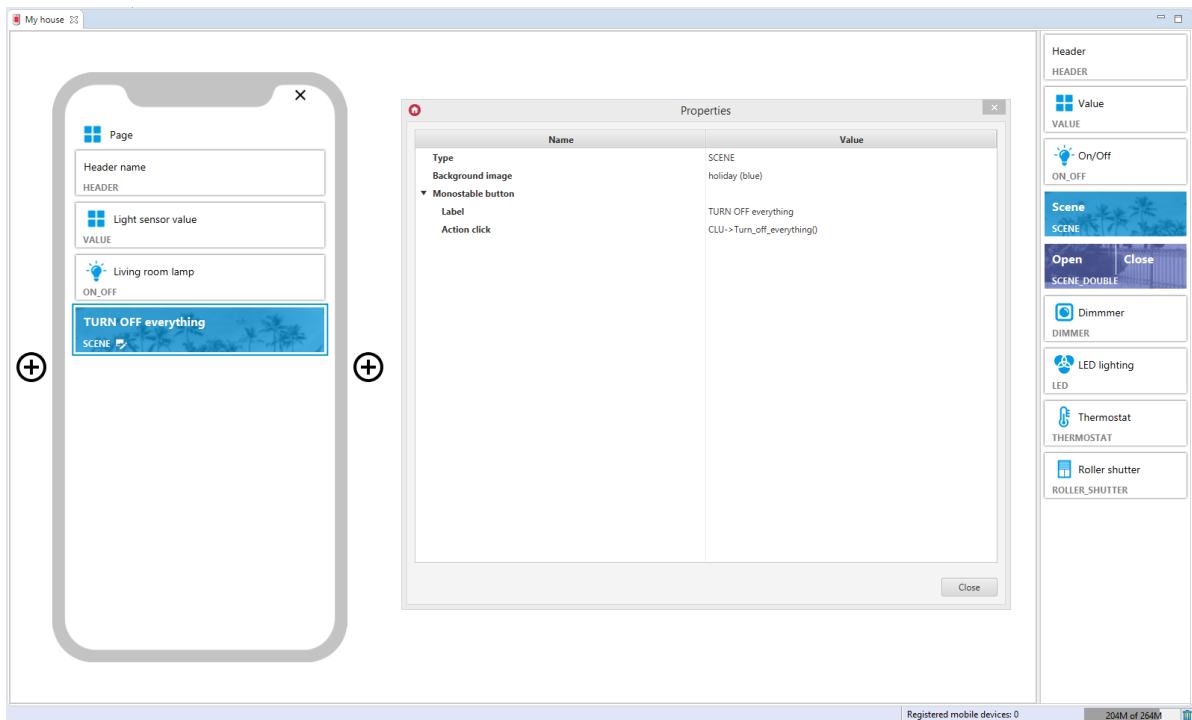 My house
Page
Header name
HEADER
Light sensor value
VALUE
Living room lamp
ON_OFF
TURN OFF everything
SCENE
Properties
Name Value
Type SCENE
Background image holiday (blue)
Monostable button
Label TURN OFF everything
Action click CLU->Turn_off_everything()
Close
Header
HEADER
Value
VALUE
On/Off
ON_OFF
Scene
SCENE
Open Close
SCENE_DOUBLE
Dimmmer
DIMMER
LED lighting
LED
Thermostat
THERMOSTAT
Roller shutter
ROLLER_SHUTTER
Registered mobile devices: 0 204M of 264M